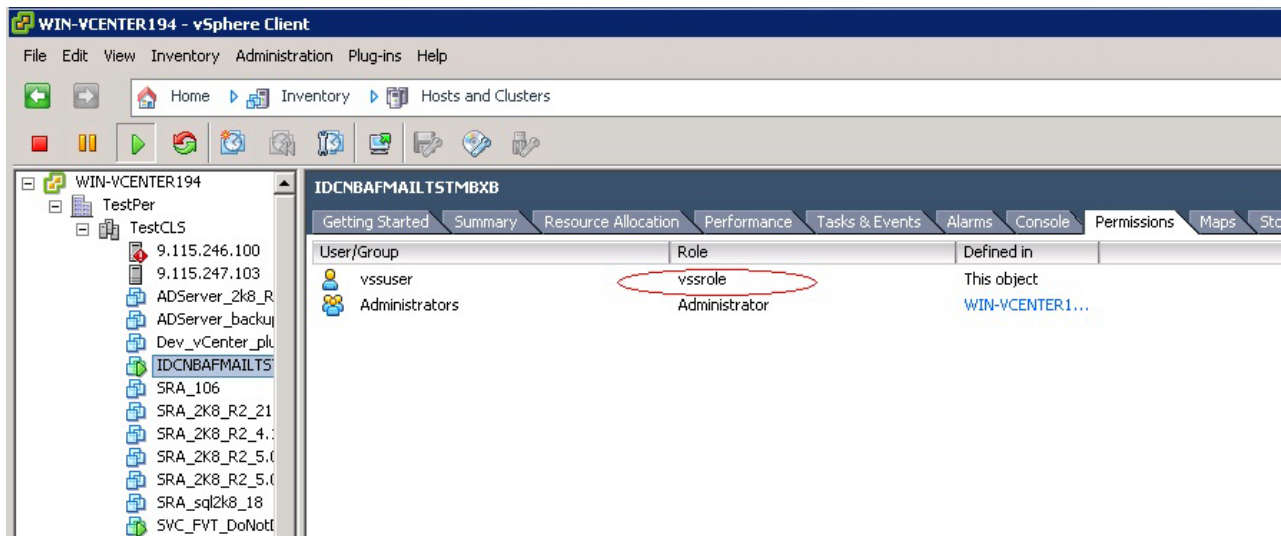 WIN-VCENTER194 - vSphere Client
File Edit View Inventory Administration Plug-ins Help
Home Inventory Hosts and Clusters
WIN-VCENTER194
TestPer
TestCLS
9.115.246.100
9.115.247.103
ADServer_2k8_R
ADServer_backu
Dev_vCenter_plu
IDCNBAFMAILTS
SRA_106
SRA_2K8_R2_21
SRA_2K8_R2_4.
SRA_2K8_R2_5.0
SRA_2K8_R2_5.0
SRA_sql2k8_18
SVC_FVT_DoNot
IDCNBAFMAILTSTMBXB
Getting Started Summary Resource Allocation Performance Tasks & Events Alarms Console Permissions Maps Sto
User/Group Role Defined in
vssuser vssrole This object
Administrators Administrator WIN-VCENTER1...